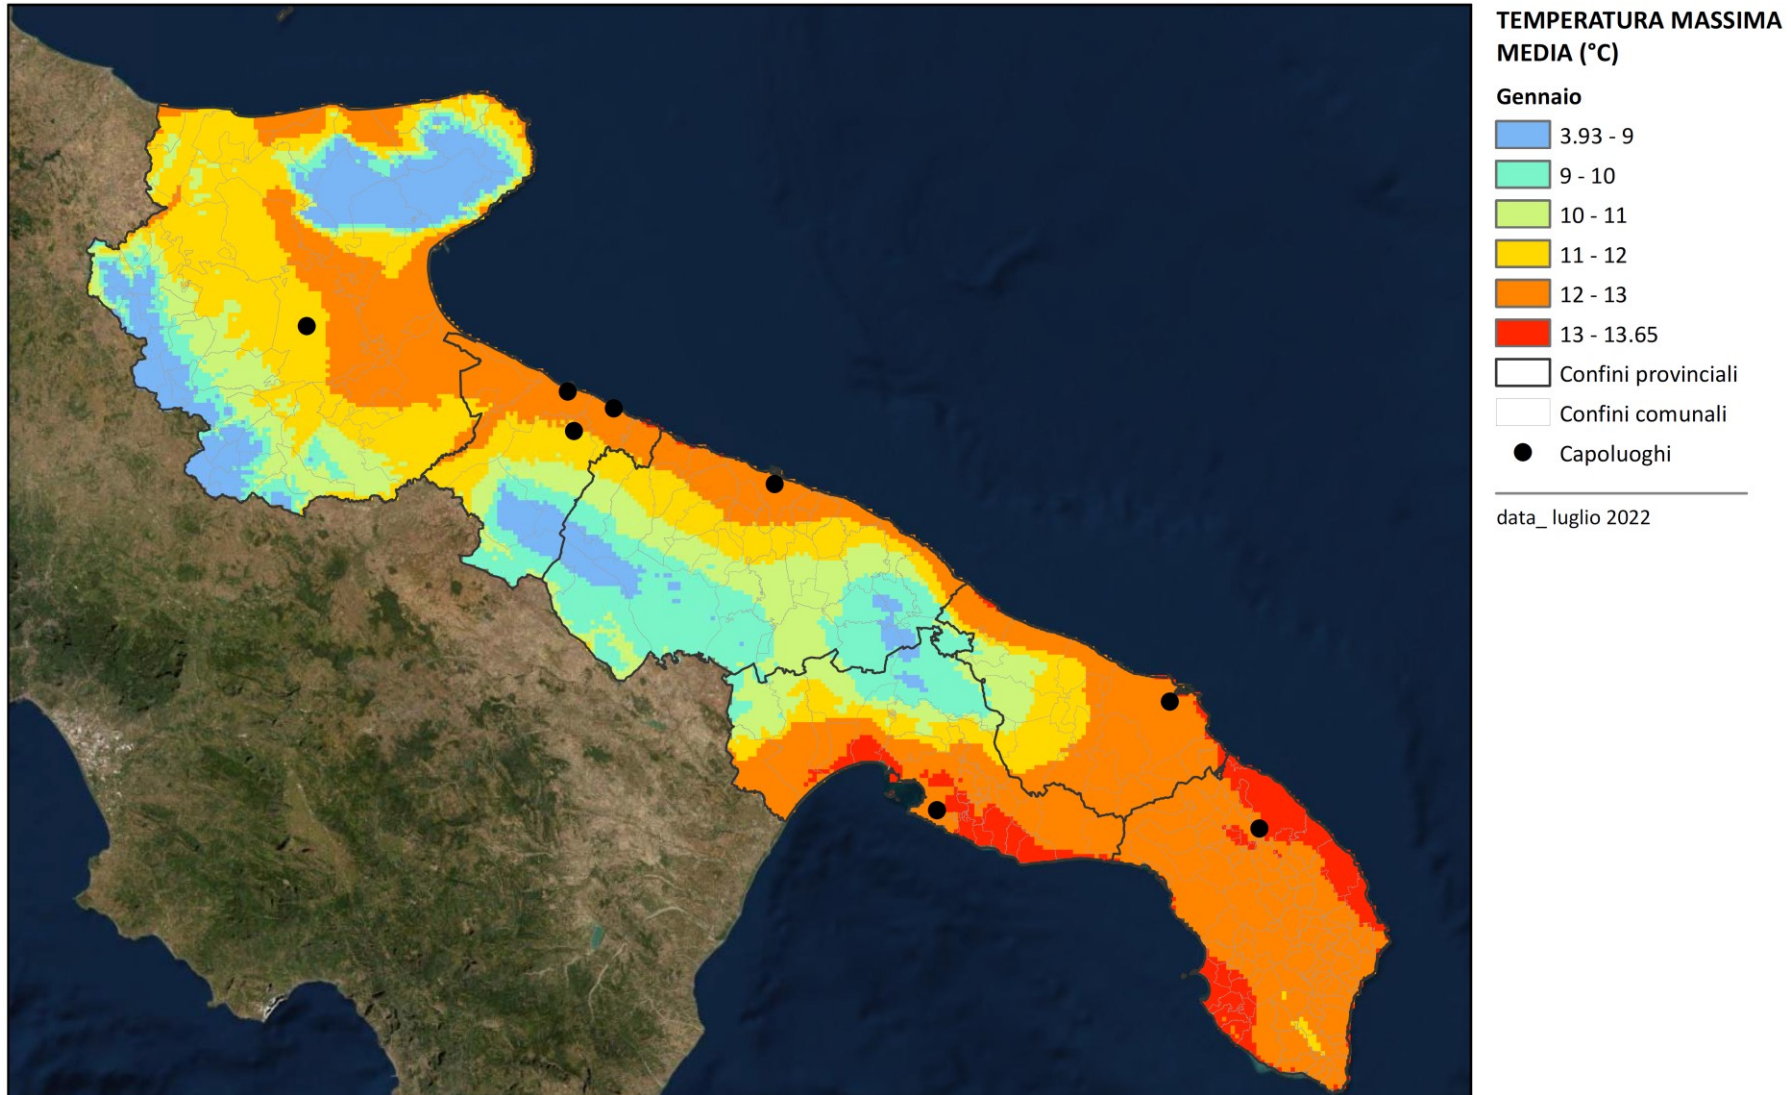 TEMPERATURA MASSIMA
MEDIA (°C)
Gennaio
3.93 - 9
9 - 10
10 - 11
11 - 12
12 - 13
13 - 13.65
Confini provinciali
Confini comunali
Capoluoghi
data_ luglio 2022